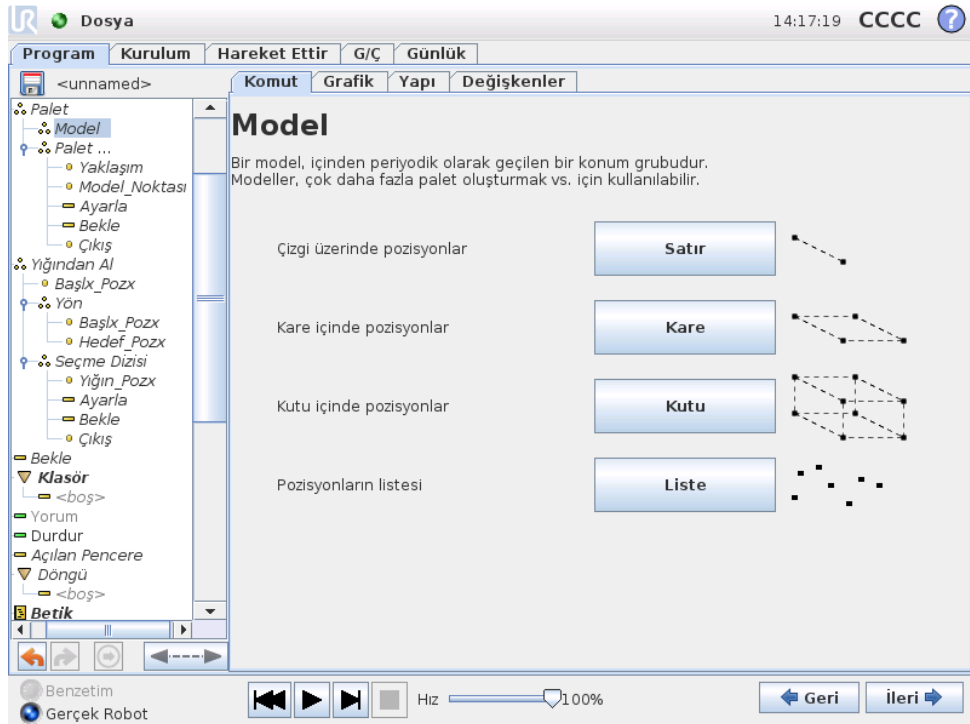 UR Dosya 14:17:19 CCCC ?
Program Kurulum Hareket Ettir G/Ç Günlük
<unnamed>
Komut Grafik Yapı Değişkenler
Palet
Model
Palet ...
Yaklaşım
Model_Noktası
Ayarla
Bekle
Çıkış
Yığından Al
Başlx_Pozx
Yön
Başlx_Pozx
Hedef_Pozx
Seçme Dizisi
Yığın_Pozx
Ayarla
Bekle
Çıkış
Bekle
Klasör
<boş>
Yorum
Durdur
Açılan Pencere
Döngü
<boş>
Betik
Model
Bir model, içinden periyodik olarak geçilen bir konum grubudur.
Modeller, çok daha fazla palet oluşturmak vs. için kullanılabilir.
Çizgi üzerinde pozisyonlar Satır
Kare içinde pozisyonlar Kare
Kutu içinde pozisyonlar Kutu
Pozisyonların listesi Liste
Benzetim
Gerçek Robot
Hız 100%
Geri İleri